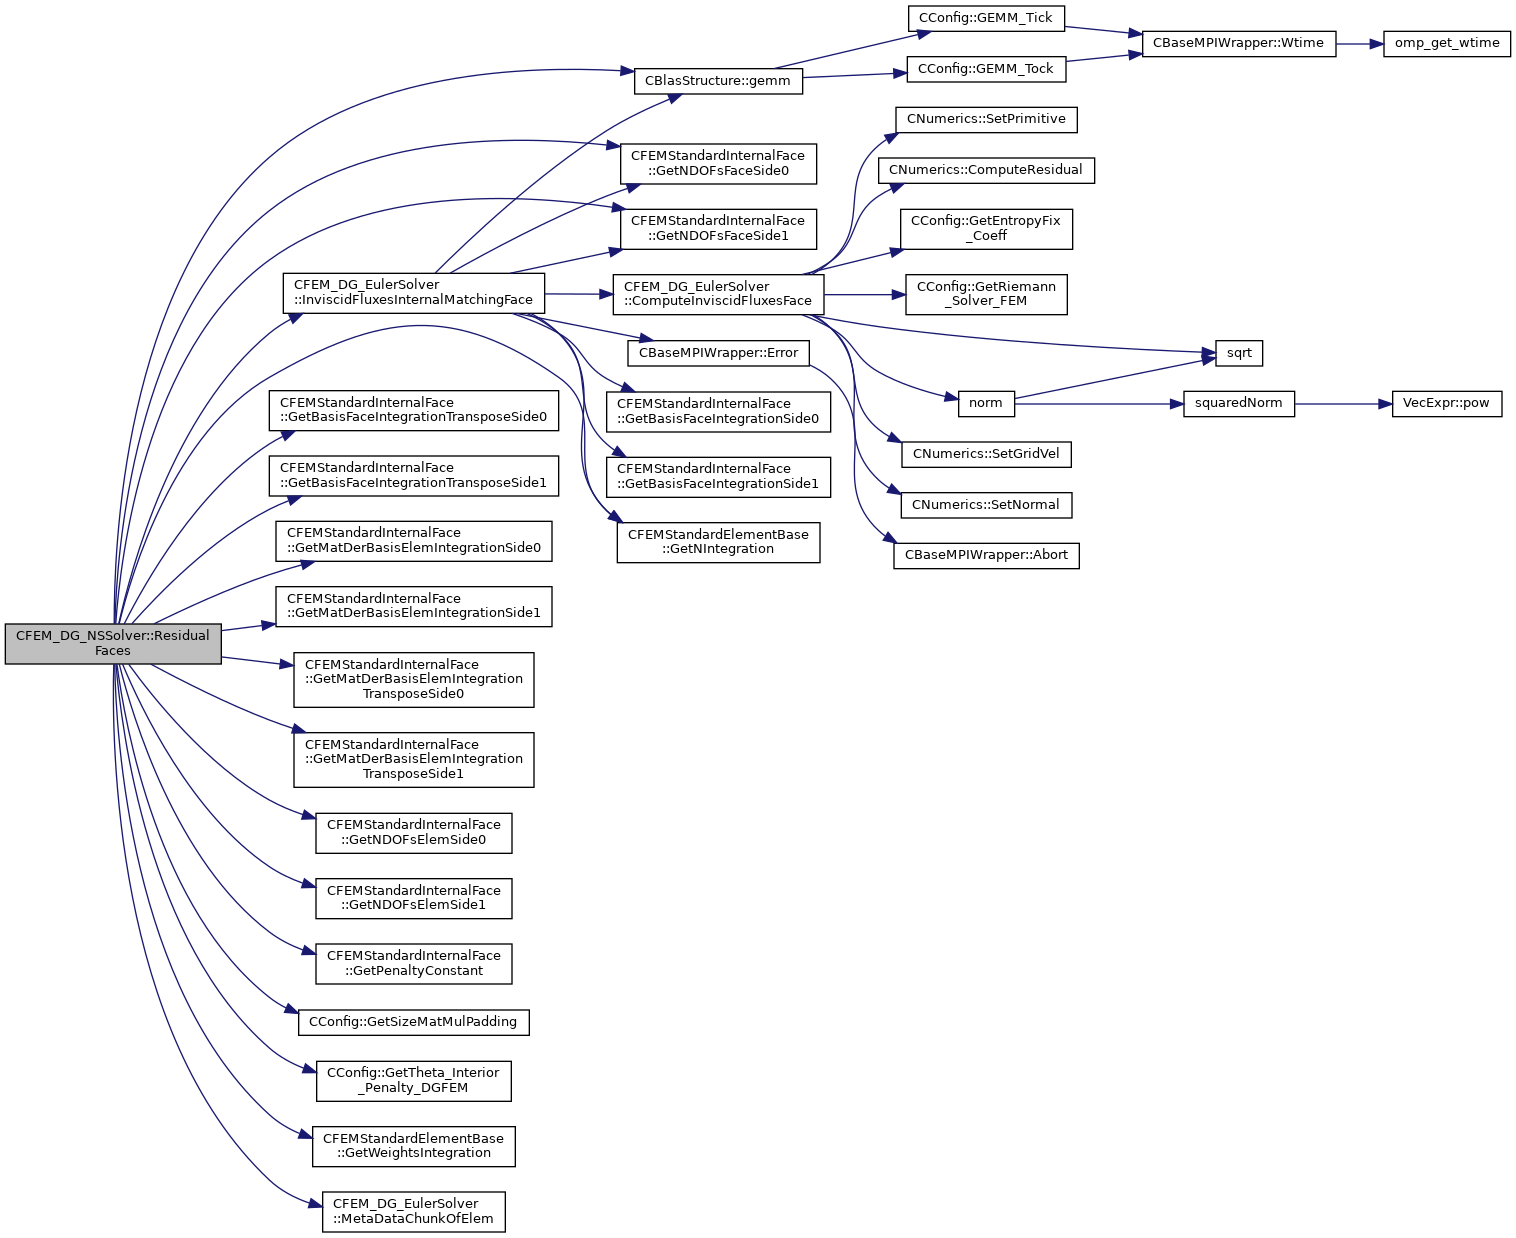 CFEM_DG_NSSolver::Residual
Faces
CBlasStructure::gemm
CConfig::GEMM_Tick
CConfig::GEMM_Tock
CBaseMPIWrapper::Wtime
omp_get_wtime
CFEMStandardInternalFace
::GetNDOFsFaceSide0
CFEMStandardInternalFace
::GetNDOFsFaceSide1
CFEM_DG_EulerSolver
::InviscidFluxesInternalMatchingFace
CFEM_DG_EulerSolver
::ComputeInviscidFluxesFace
CNumerics::SetPrimitive
CNumerics::ComputeResidual
CConfig::GetEntropyFix
_Coeff
CConfig::GetRiemann
_Solver_FEM
sqrt
norm
squaredNorm
VecExpr::pow
CNumerics::SetGridVel
CNumerics::SetNormal
CBaseMPIWrapper::Error
CBaseMPIWrapper::Abort
CFEMStandardInternalFace
::GetBasisFaceIntegrationSide0
CFEMStandardInternalFace
::GetBasisFaceIntegrationSide1
CFEMStandardElementBase
::GetNIntegration
CFEMStandardInternalFace
::GetBasisFaceIntegrationTransposeSide0
CFEMStandardInternalFace
::GetBasisFaceIntegrationTransposeSide1
CFEMStandardInternalFace
::GetMatDerBasisElemIntegrationSide0
CFEMStandardInternalFace
::GetMatDerBasisElemIntegrationSide1
CFEMStandardInternalFace
::GetMatDerBasisElemIntegration
TransposeSide0
CFEMStandardInternalFace
::GetMatDerBasisElemIntegration
TransposeSide1
CFEMStandardInternalFace
::GetNDOFsElemSide0
CFEMStandardInternalFace
::GetNDOFsElemSide1
CFEMStandardInternalFace
::GetPenaltyConstant
CConfig::GetSizeMatMulPadding
CConfig::GetTheta_Interior
_Penalty_DGFEM
CFEMStandardElementBase
::GetWeightsIntegration
CFEM_DG_EulerSolver
::MetaDataChunkOfElem